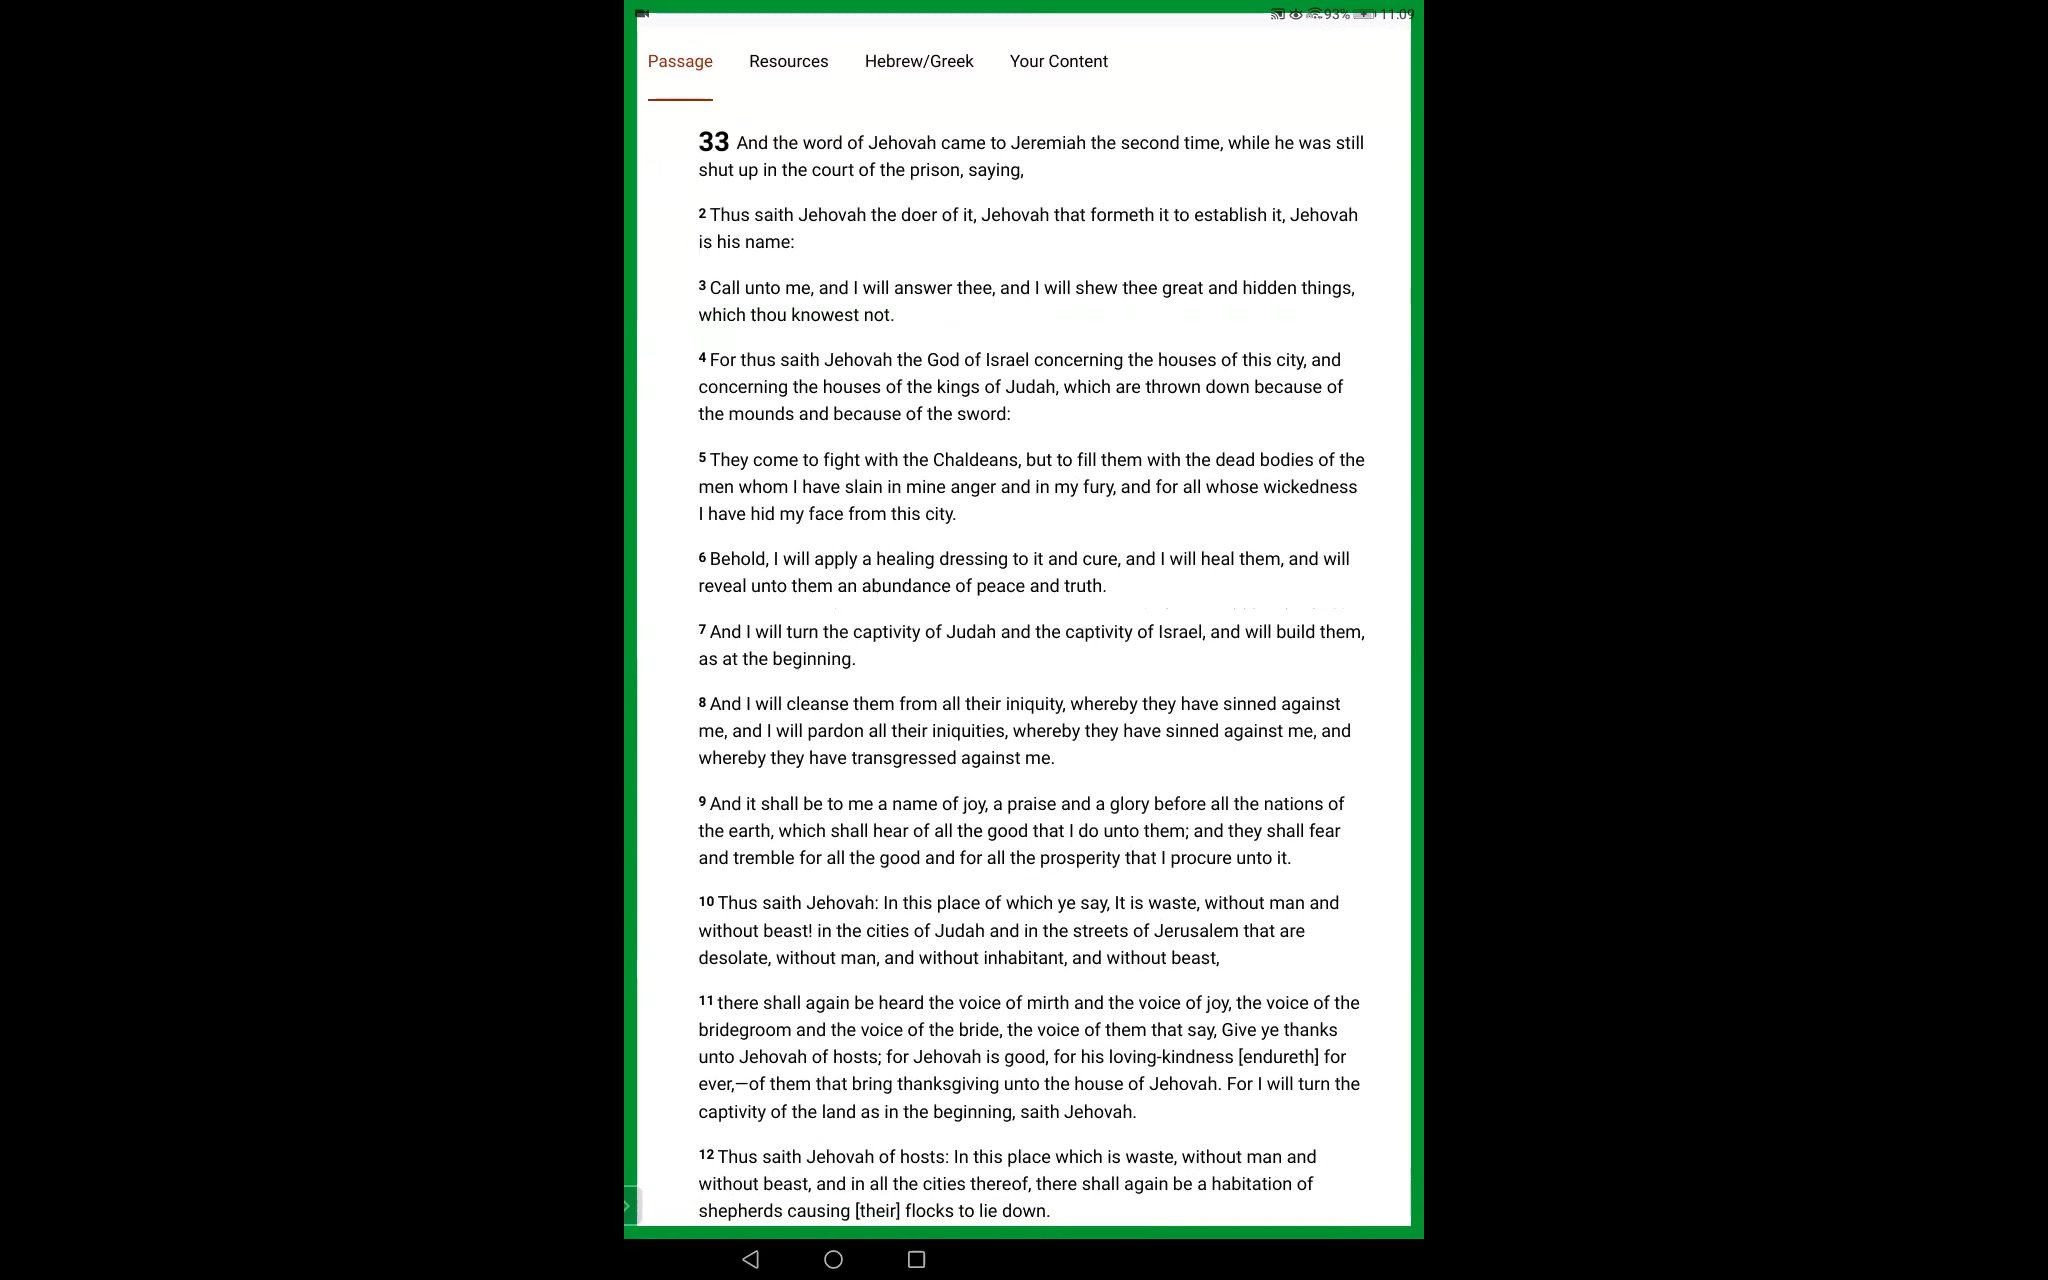 93% 11:09
Passage Resources Hebrew/Greek Your Content
33 And the word of Jehovah came to Jeremiah the second time, while he was still
shut up in the court of the prison, saying,
2 Thus saith Jehovah the doer of it, Jehovah that formeth it to establish it, Jehovah
is his name:
3 Call unto me, and I will answer thee, and I will shew thee great and hidden things,
which thou knowest not.
4 For thus saith Jehovah the God of Israel concerning the houses of this city, and
concerning the houses of the kings of Judah, which are thrown down because of
the mounds and because of the sword:
5 They come to fight with the Chaldeans, but to fill them with the dead bodies of the
men whom I have slain in mine anger and in my fury, and for all whose wickedness
I have hid my face from this city.
6 Behold, I will apply a healing dressing to it and cure, and I will heal them, and will
reveal unto them an abundance of peace and truth.
7 And I will turn the captivity of Judah and the captivity of Israel, and will build them,
as at the beginning.
8 And I will cleanse them from all their iniquity, whereby they have sinned against
me, and I will pardon all their iniquities, whereby they have sinned against me, and
whereby they have transgressed against me.
9 And it shall be to me a name of joy, a praise and a glory before all the nations of
the earth, which shall hear of all the good that I do unto them; and they shall fear
and tremble for all the good and for all the prosperity that I procure unto it.
10 Thus saith Jehovah: In this place of which ye say, It is waste, without man and
without beast! in the cities of Judah and in the streets of Jerusalem that are
desolate, without man, and without inhabitant, and without beast,
11 there shall again be heard the voice of mirth and the voice of joy, the voice of the
bridegroom and the voice of the bride, the voice of them that say, Give ye thanks
unto Jehovah of hosts; for Jehovah is good, for his loving-kindness [endureth] for
ever,—of them that bring thanksgiving unto the house of Jehovah. For I will turn the
captivity of the land as in the beginning, saith Jehovah.
12 Thus saith Jehovah of hosts: In this place which is waste, without man and
without beast, and in all the cities thereof, there shall again be a habitation of
shepherds causing [their] flocks to lie down.